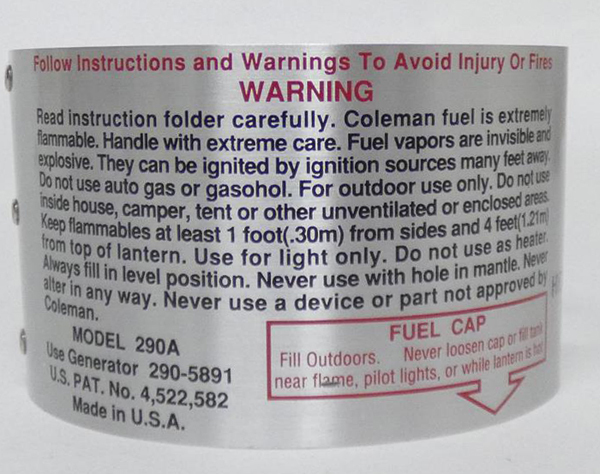 Follow Instructions and Warnings To Avoid Injury Or Fires
WARNING
Read instruction folder carefully. Coleman fuel is extremely
flammable. Handle with extreme care. Fuel vapors are invisible and
explosive. They can be ignited by ignition sources many feet away.
Do not use auto gas or gasohol. For outdoor use only. Do not use
inside house, camper, tent or other unventilated or enclosed areas.
Keep flammables at least 1 foot(.30m) from sides and 4 feet(1.21m)
from top of lantern. Use for light only. Do not use as heater.
Always fill in level position. Never use with hole in mantle. Never
alter in any way. Never use a device or part not approved by
Coleman.
MODEL 290A
Use Generator 290-5891
U.S. PAT. No. 4,522,582
Made in U.S.A.
FUEL CAP
Fill Outdoors. Never loosen cap or fill tank
near flame, pilot lights, or while lantern is hot